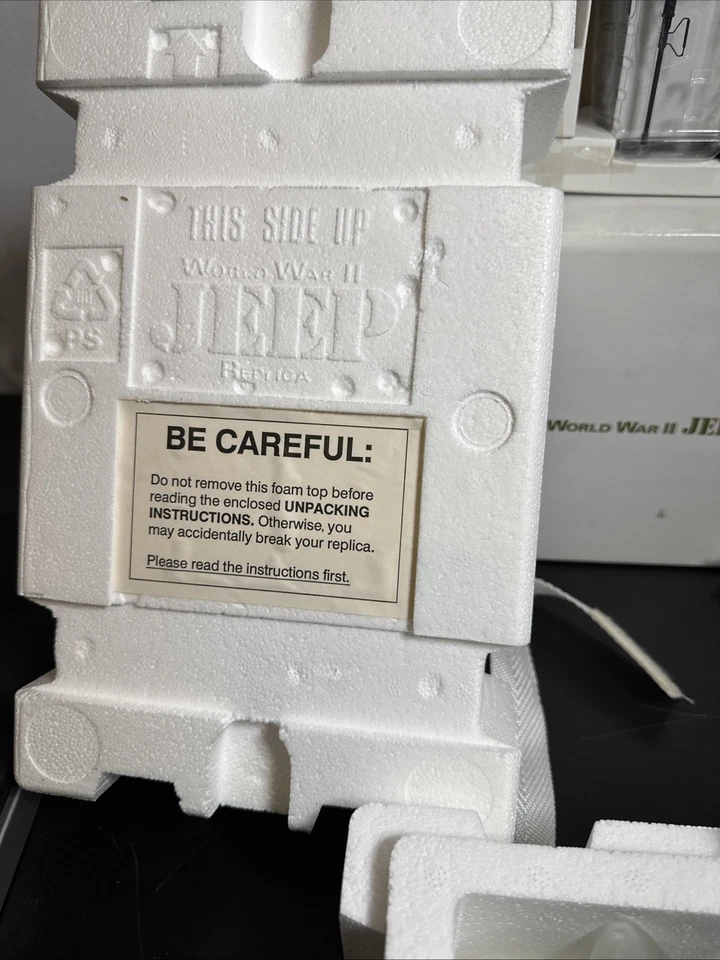 THIS SIDE UP
WORLD WAR II
JEEP
REPLICA
PS
BE CAREFUL:
Do not remove this foam top before
reading the enclosed UNPACKING
INSTRUCTIONS. Otherwise, you
may accidentally break your replica.
Please read the instructions first.
WORLD WAR II JE